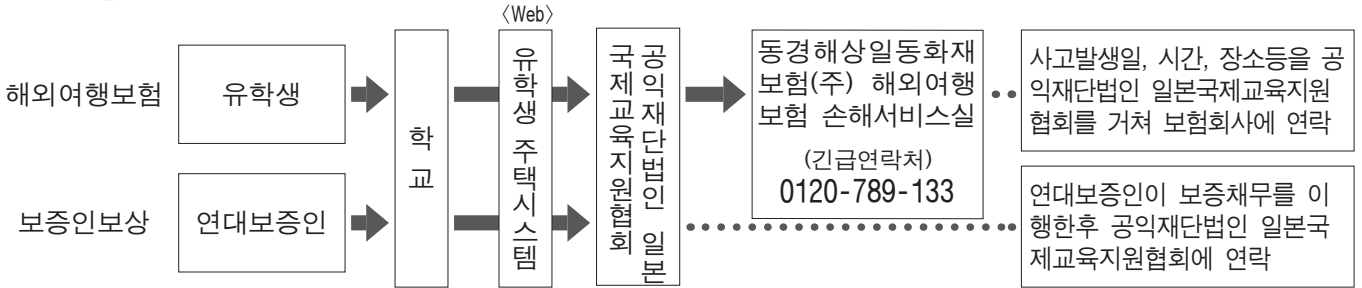 〈Web〉
해외여행보험
유학생
학교
유학생 주택시스템
공익재단법인 일본
국제교육지원협회
동경해상일동화재
보험(주) 해외여행
보험 손해서비스실
(긴급연락처)
0120-789-133
사고발생일, 시간, 장소등을 공
익재단법인 일본국제교육지원
협회를 거쳐 보험회사에 연락
보증인보상
연대보증인
연대보증인이 보증채무를 이
행한후 공익재단법인 일본국
제교육지원협회에 연락